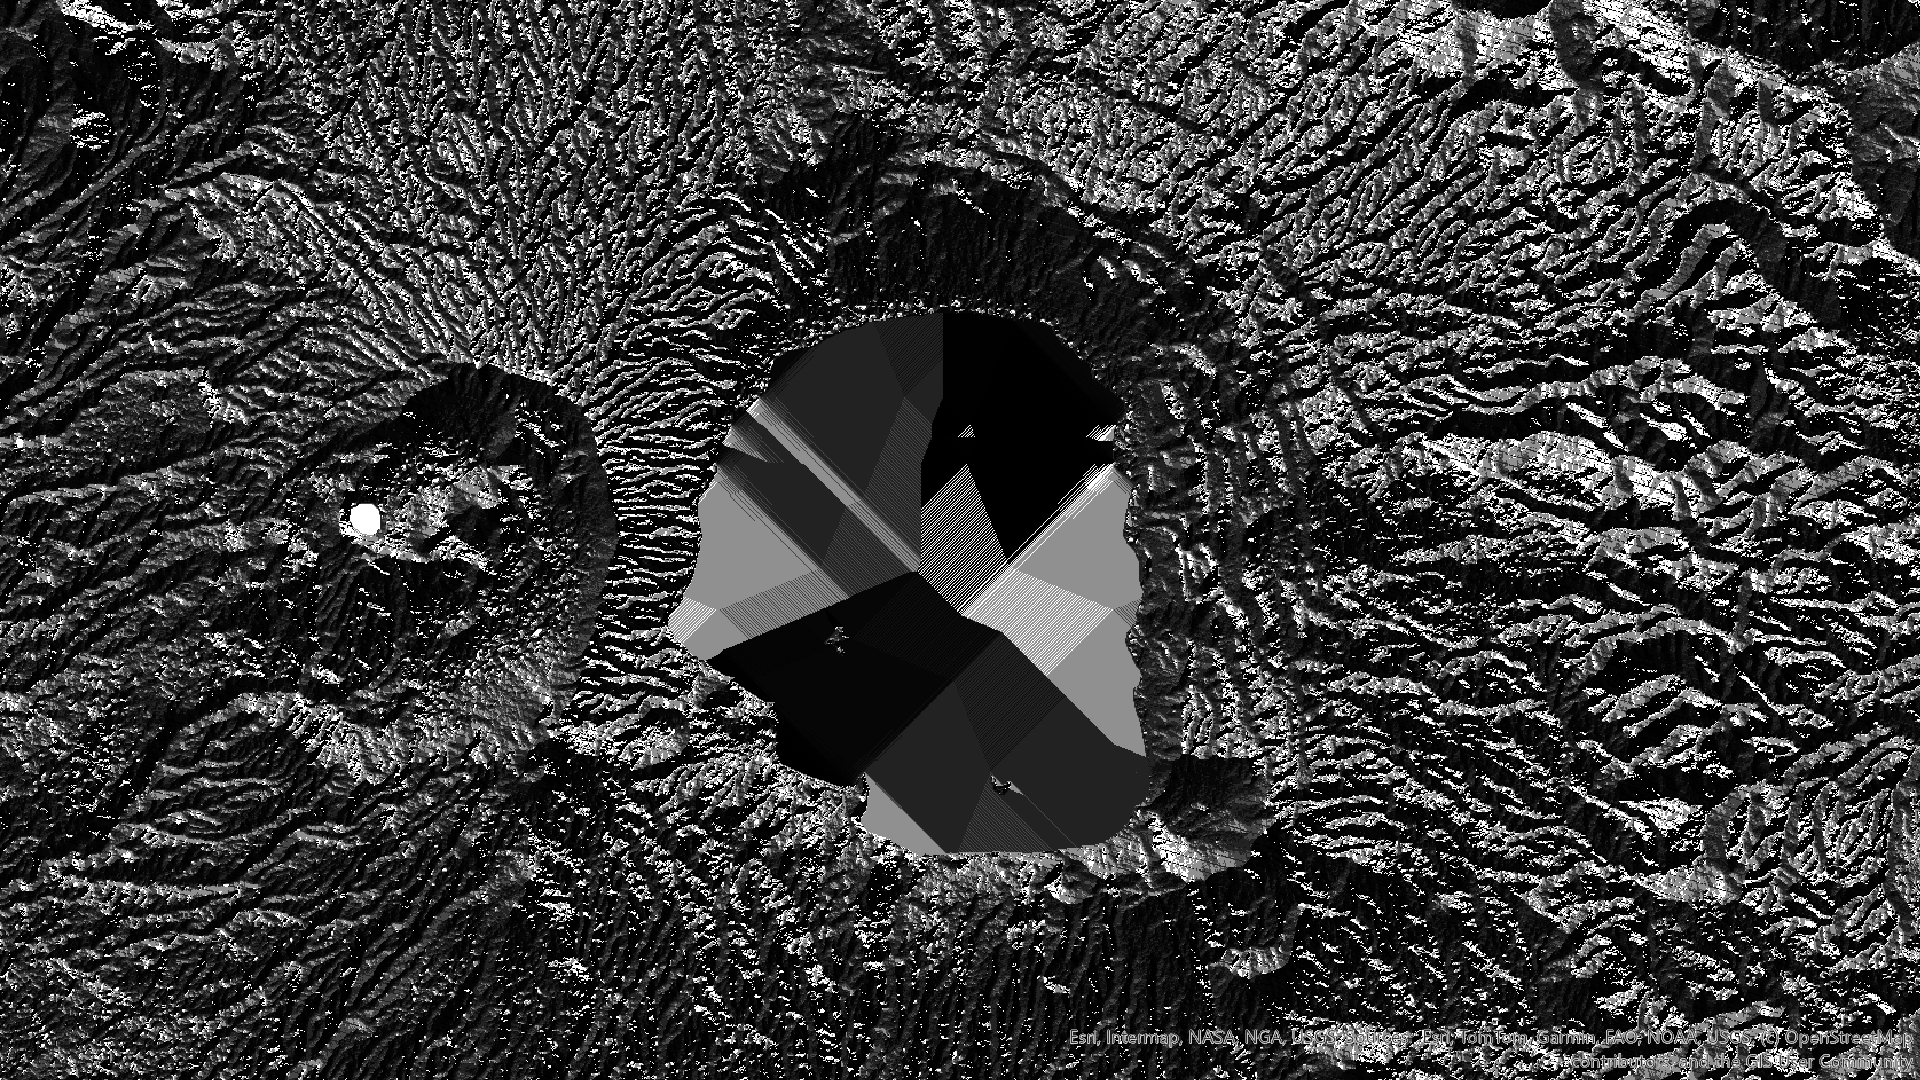 Esri, Intermap, NASA, NGA, USGS Sources: Esri, TomTom, Garmin, FAO, NOAA, USGS, (c) OpenStreetMap
contributors, and the GIS User Community